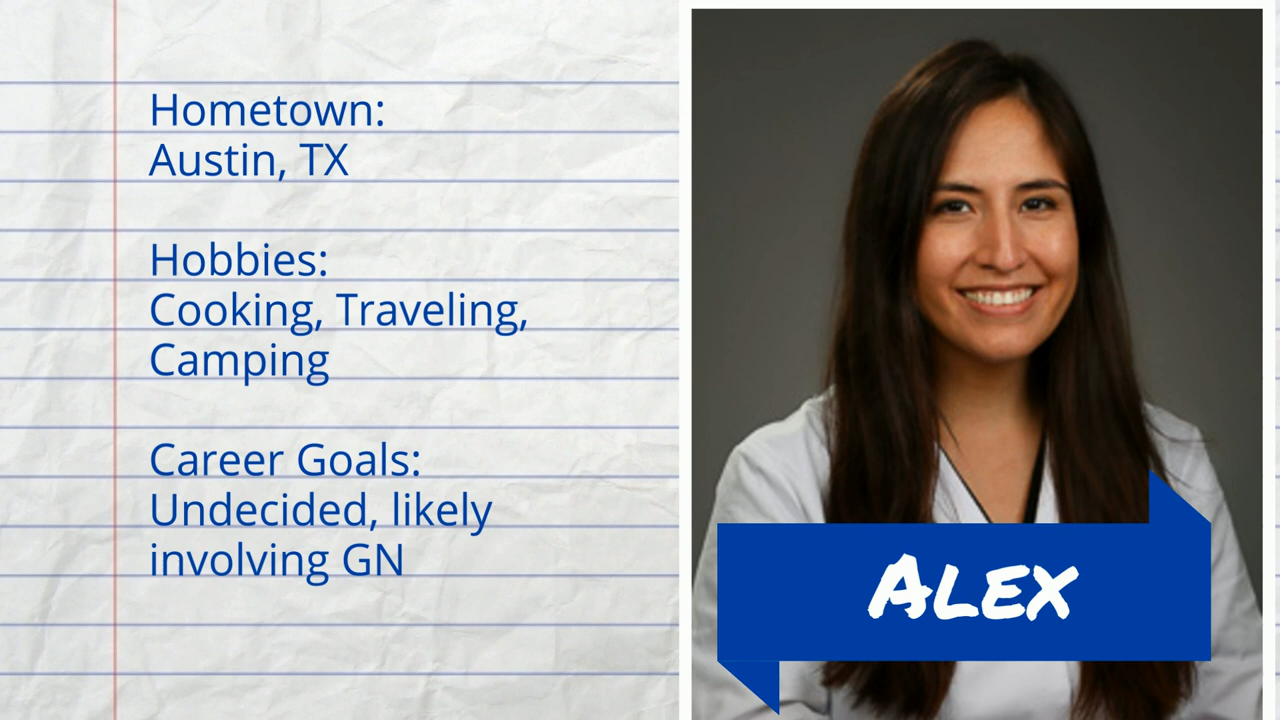 Hometown:
Austin, TX
Hobbies:
Cooking, Traveling,
Camping
Career Goals:
Undecided, likely
involving GN
ALEX